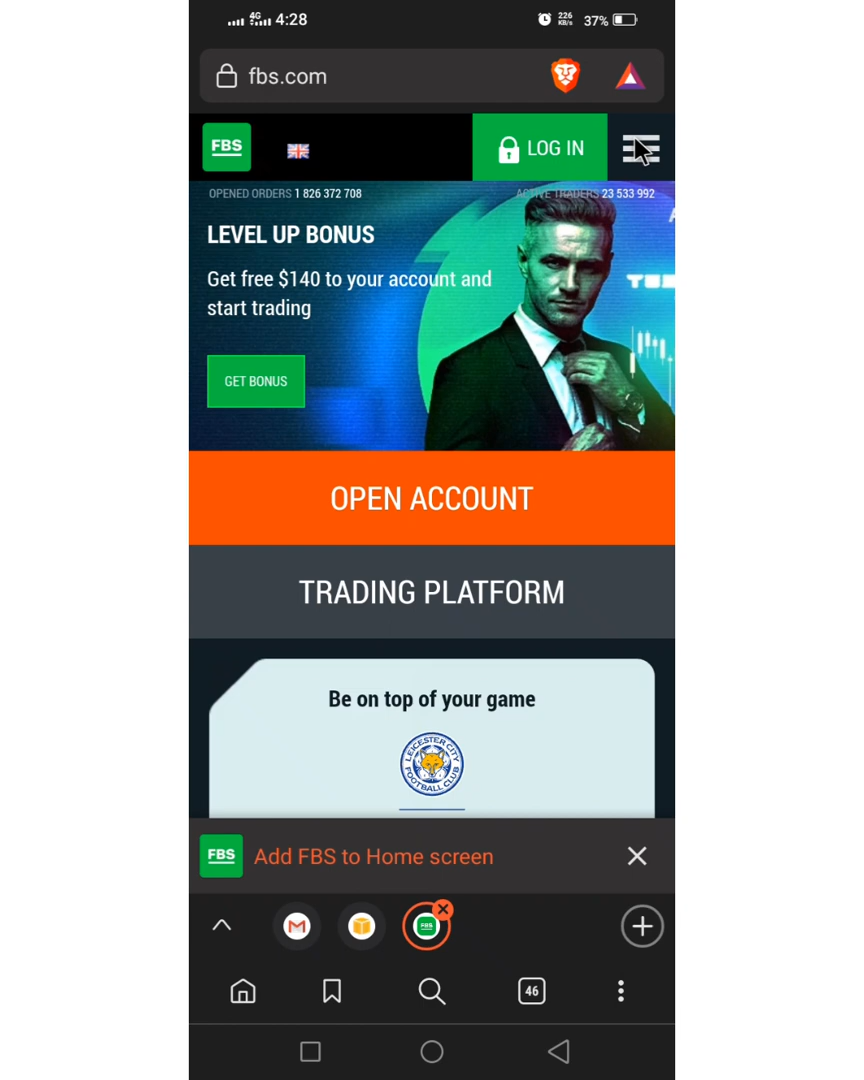 4G 4:28
226 KB/s 37%
fbs.com
FBS
LOG IN
OPENED ORDERS 1 826 372 708
ACTIVE TRADERS 23 533 992
LEVEL UP BONUS
Get free $140 to your account and
start trading
GET BONUS
OPEN ACCOUNT
TRADING PLATFORM
Be on top of your game
LEICESTER CITY
FOOTBALL CLUB
FBS
Add FBS to Home screen
FBS
46